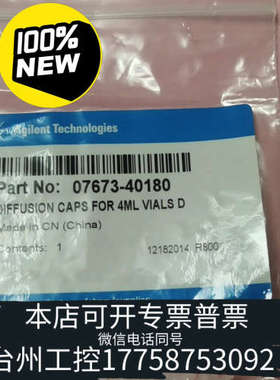 100%
NEW
Agilent Technologies
Part No: 07673-40180
DIFFUSION CAPS FOR 4ML VIALS D
Made in CN (China)
Contents: 1
12182014 R800
本店可开专票普票
微信电话同号
台州工控17758753092